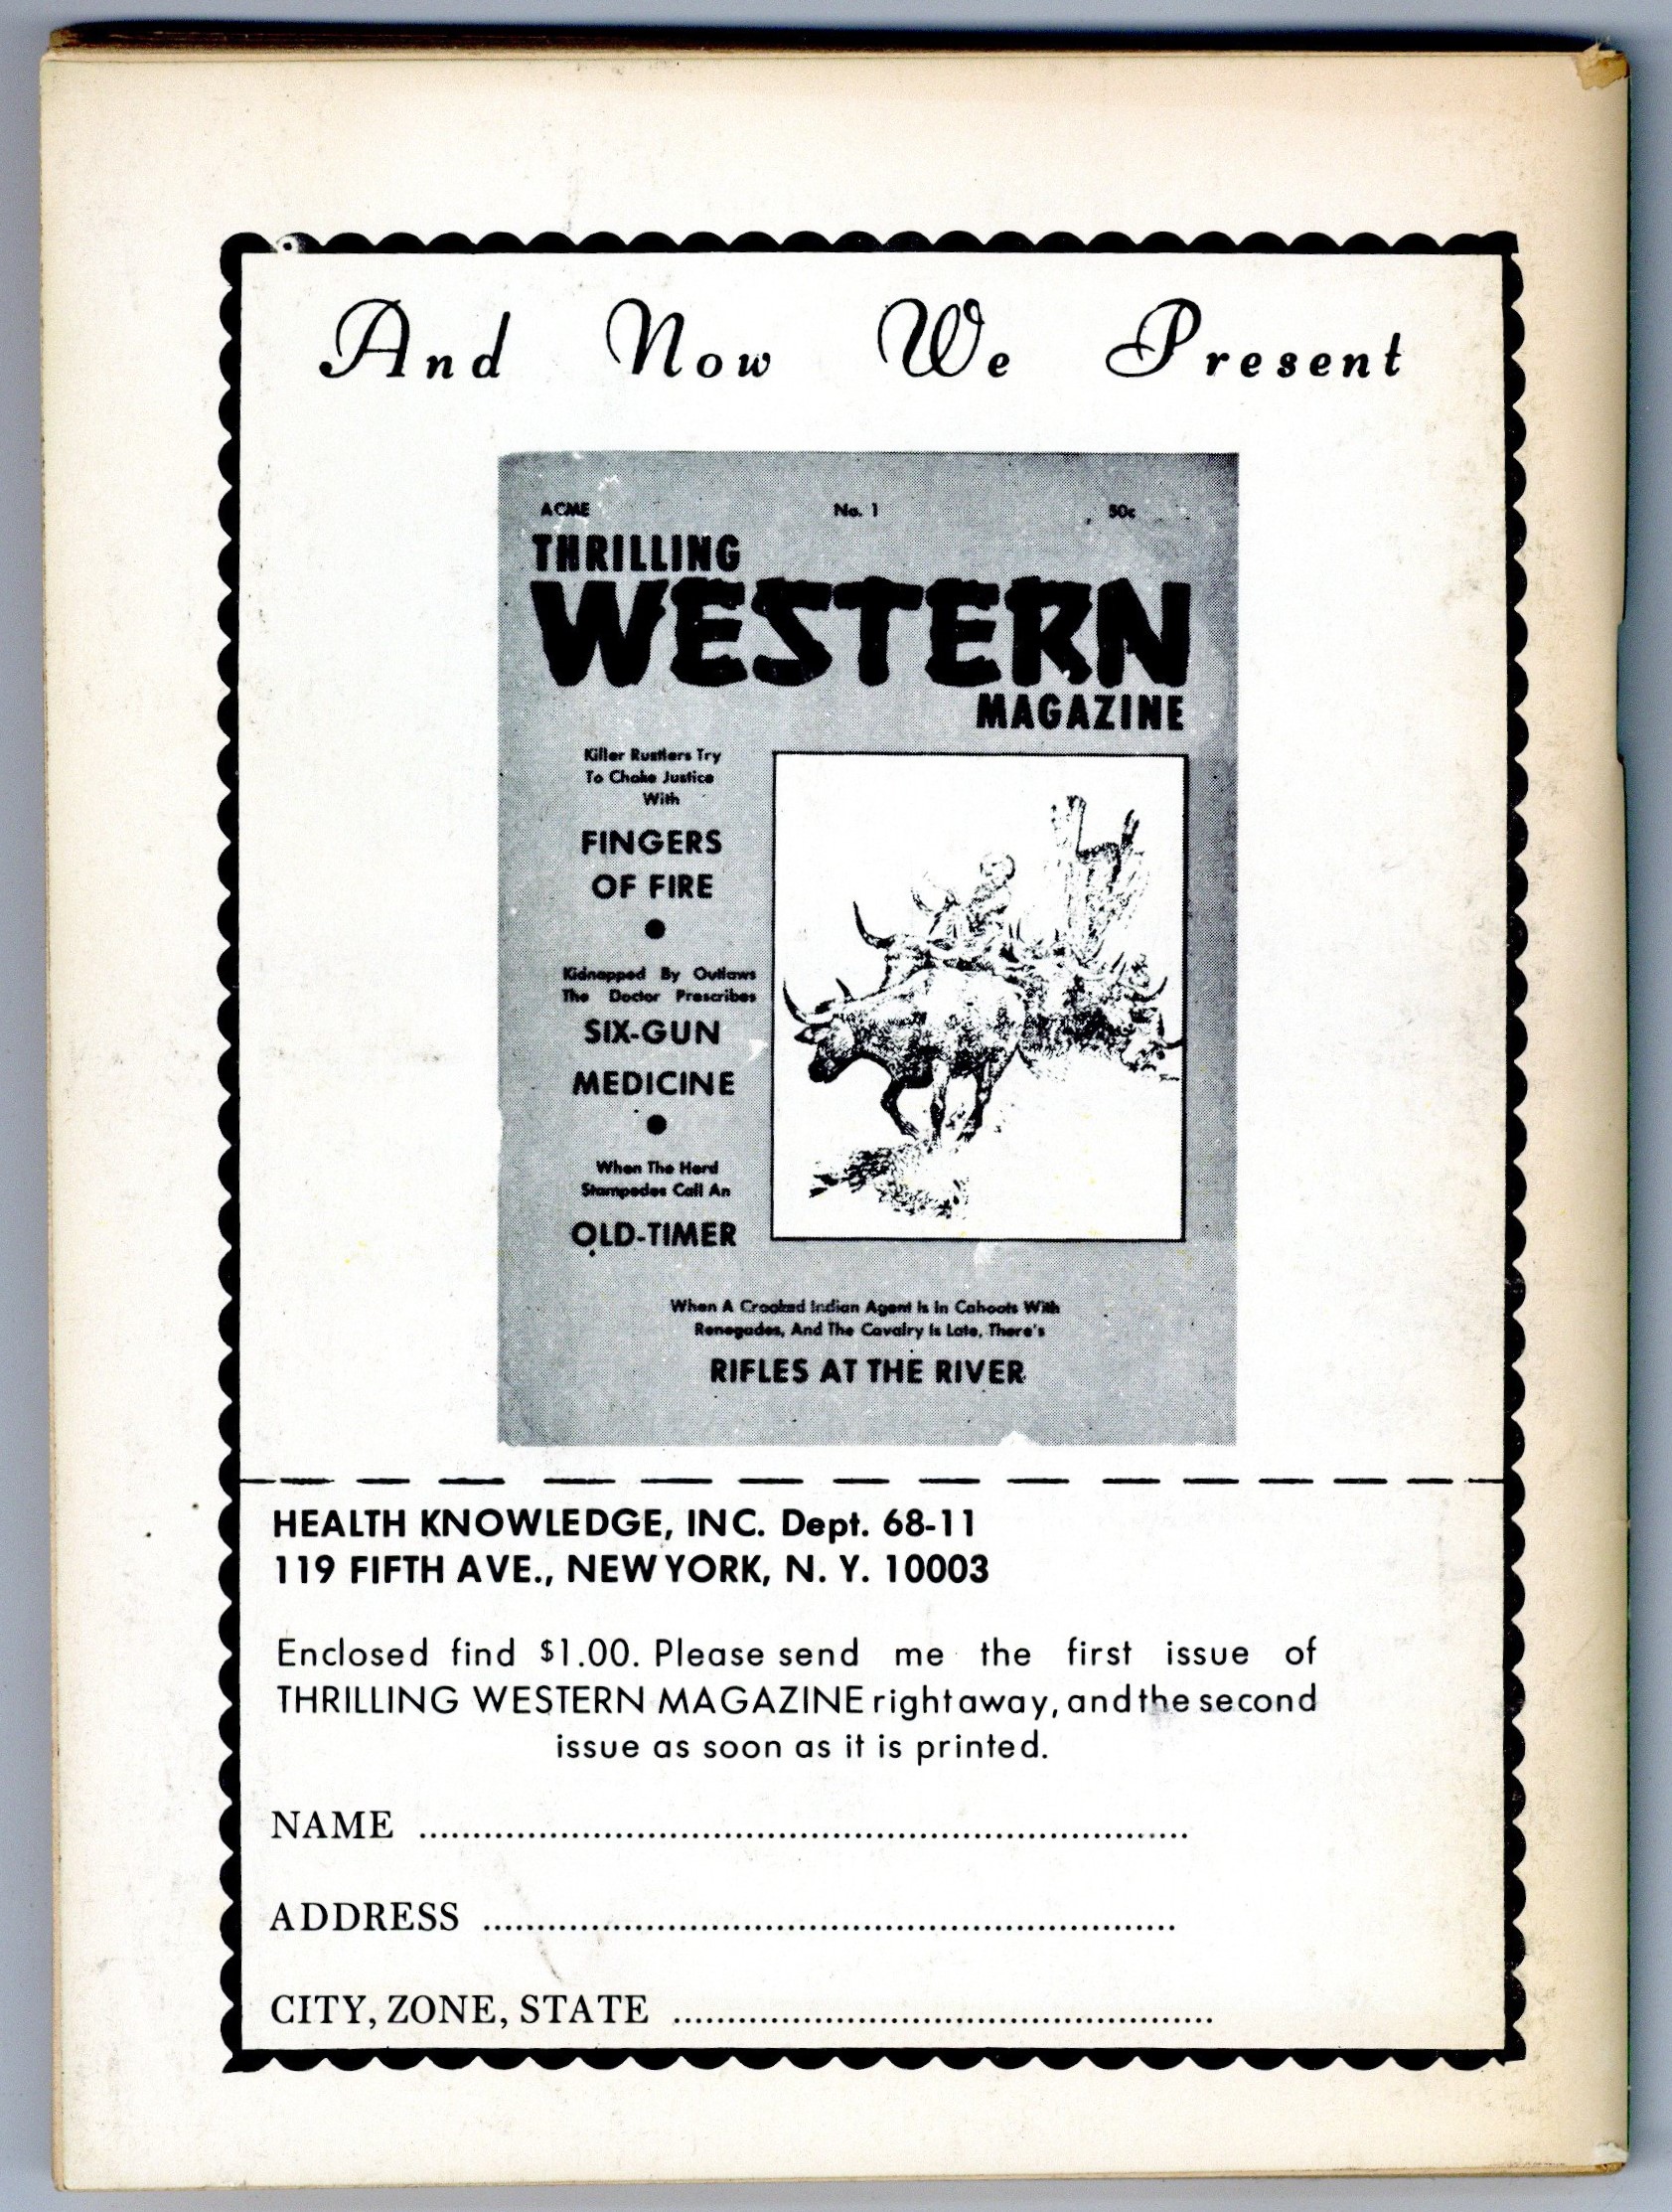 And Now We Present
ACME No. 1 50c
THRILLING
WESTERN
MAGAZINE
Killer Rustlers Try
To Choke Justice
With
FINGERS
OF FIRE
Kidnapped By Outlaws
The Doctor Prescribes
SIX-GUN
MEDICINE
When The Herd
Stampedes Call An
OLD-TIMER
When A Crooked Indian Agent Is In Cahoots With
Renegades, And The Cavalry Is Late, There's
RIFLES AT THE RIVER
HEALTH KNOWLEDGE, INC. Dept. 68-11
119 FIFTH AVE., NEW YORK, N. Y. 10003
Enclosed find $1.00. Please send me the first issue of
THRILLING WESTERN MAGAZINE right away, and the second
issue as soon as it is printed.
NAME ......................................................................
ADDRESS ................................................................
CITY, ZONE, STATE ..................................................